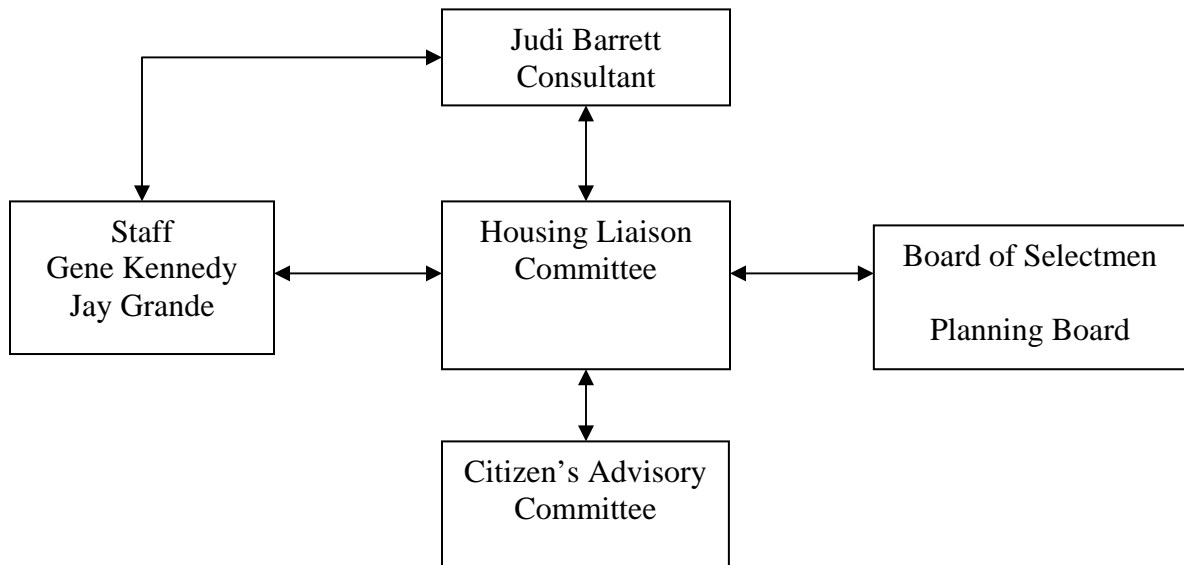 Judi Barrett
Consultant
Staff
Gene Kennedy
Jay Grande
Housing Liaison
Committee
Board of Selectmen
Planning Board
Citizen’s Advisory
Committee